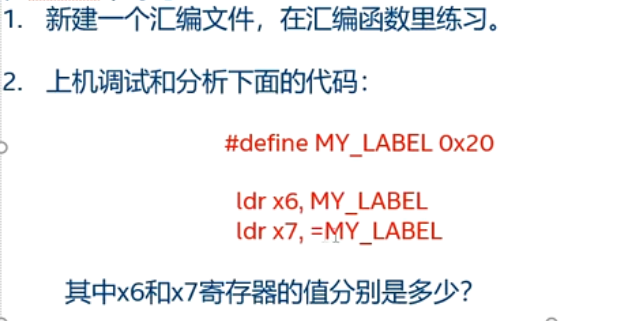 1. 新建一个汇编文件，在汇编函数里练习。
2. 上机调试和分析下面的代码：
#define MY_LABEL 0x20
ldr x6, MY_LABEL
ldr x7, =MY_LABEL
其中x6和x7寄存器的值分别是多少？